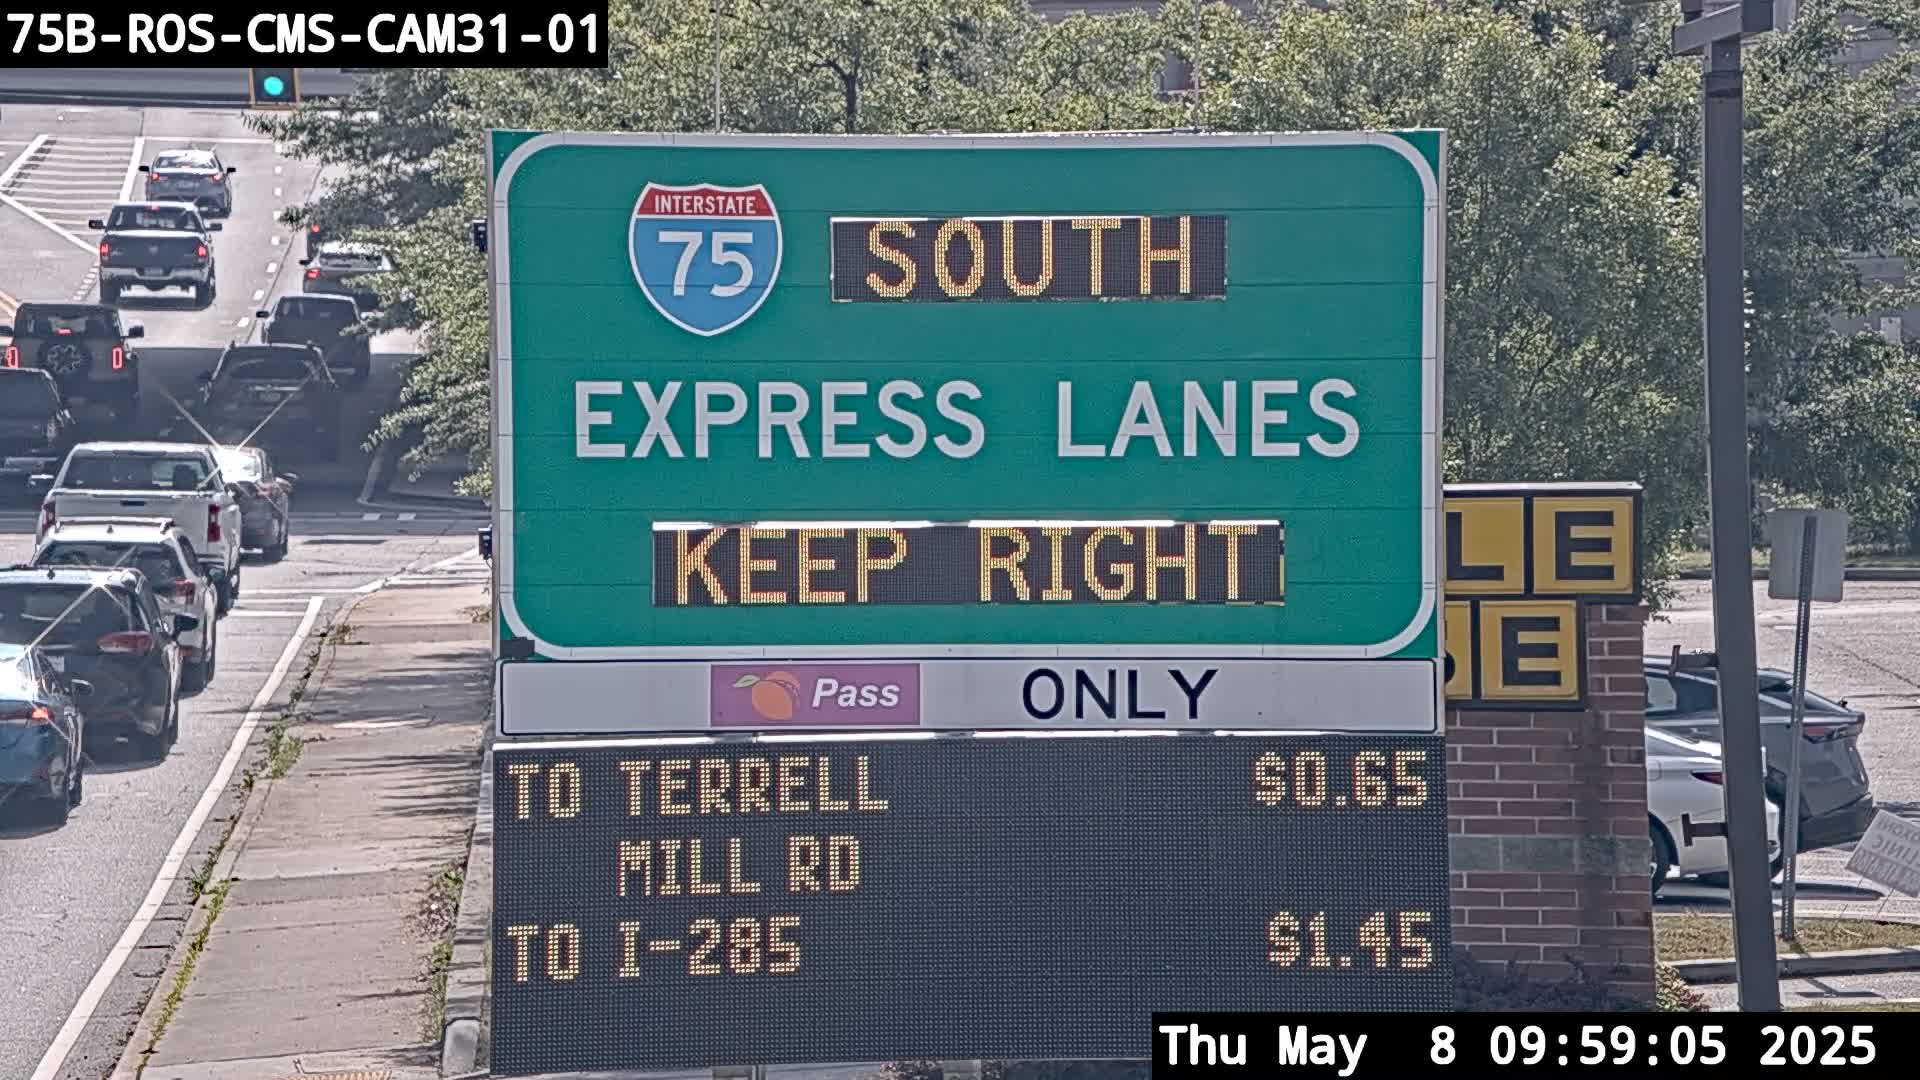 75B-ROS-CMS-CAM31-01
INTERSTATE
75
SOUTH
EXPRESS LANES
KEEP RIGHT
Pass ONLY
TO TERRELL $0.65
MILL RD
TO I-285 $1.45
LE
E
Thu May 8 09:59:05 2025